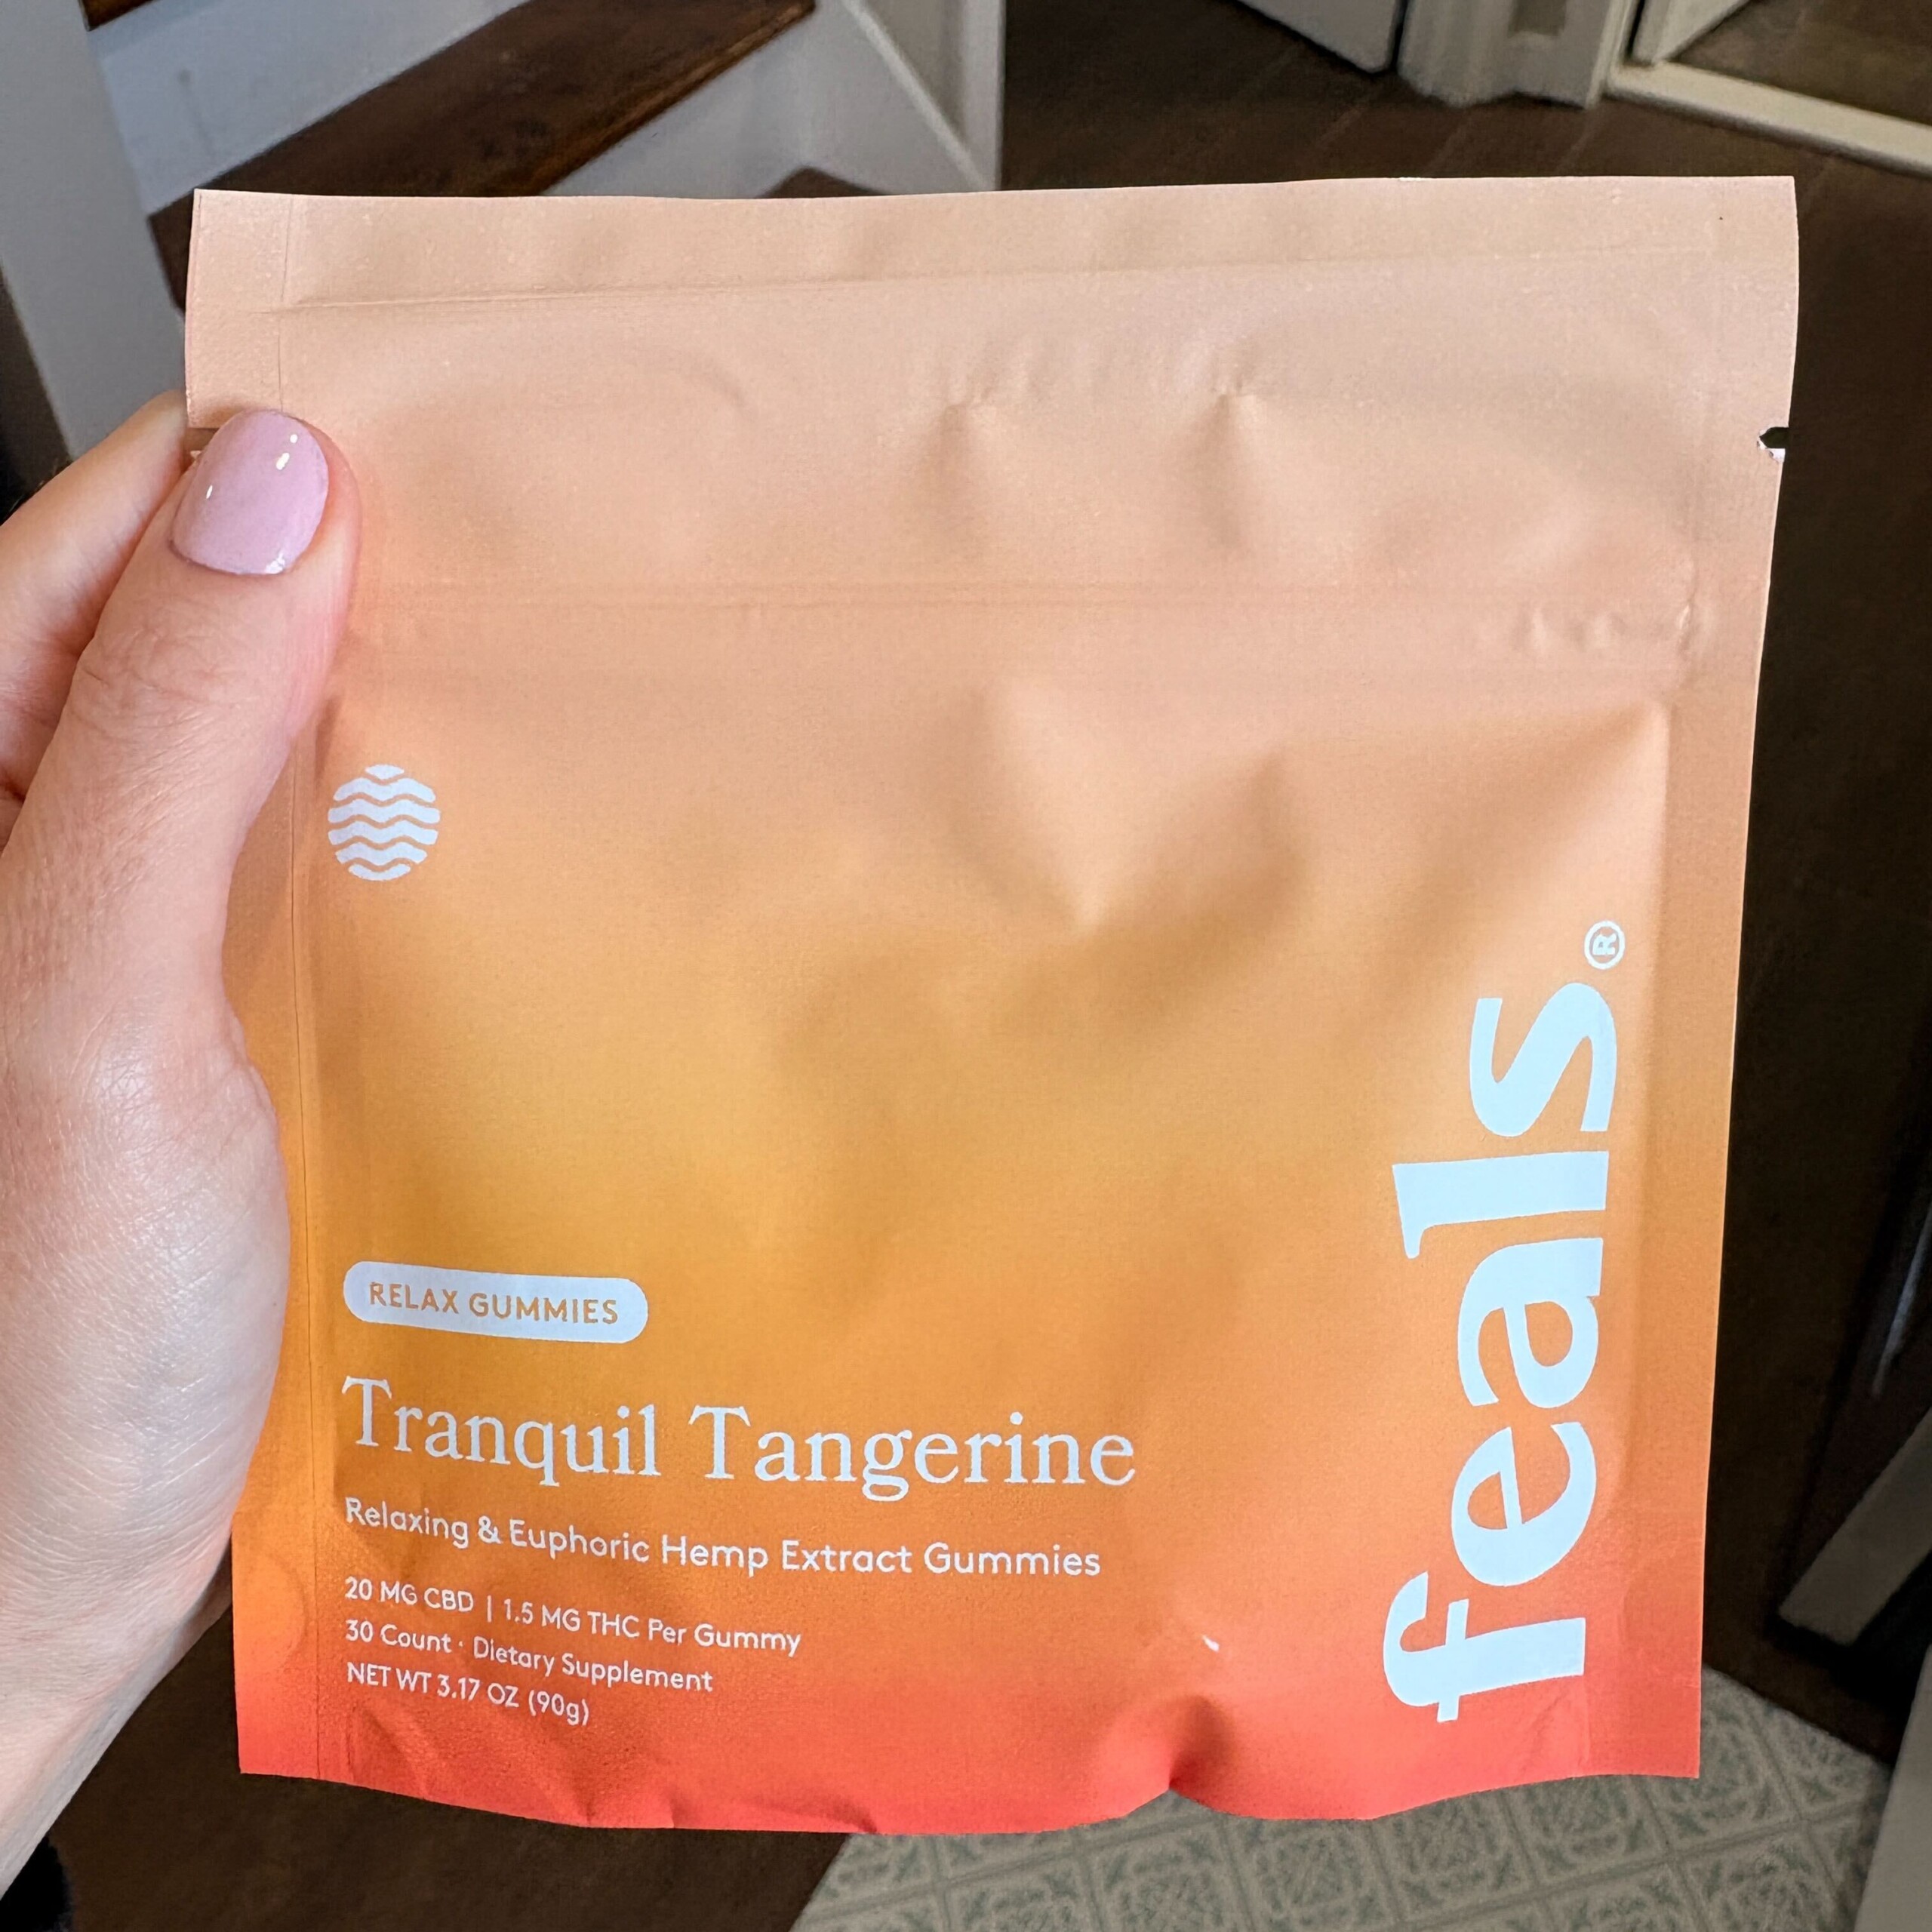 RELAX GUMMIES
Tranquil Tangerine
Relaxing & Euphoric Hemp Extract Gummies
20 MG CBD | 1.5 MG THC Per Gummy
30 Count · Dietary Supplement
NET WT 3.17 OZ (90g)
feals®